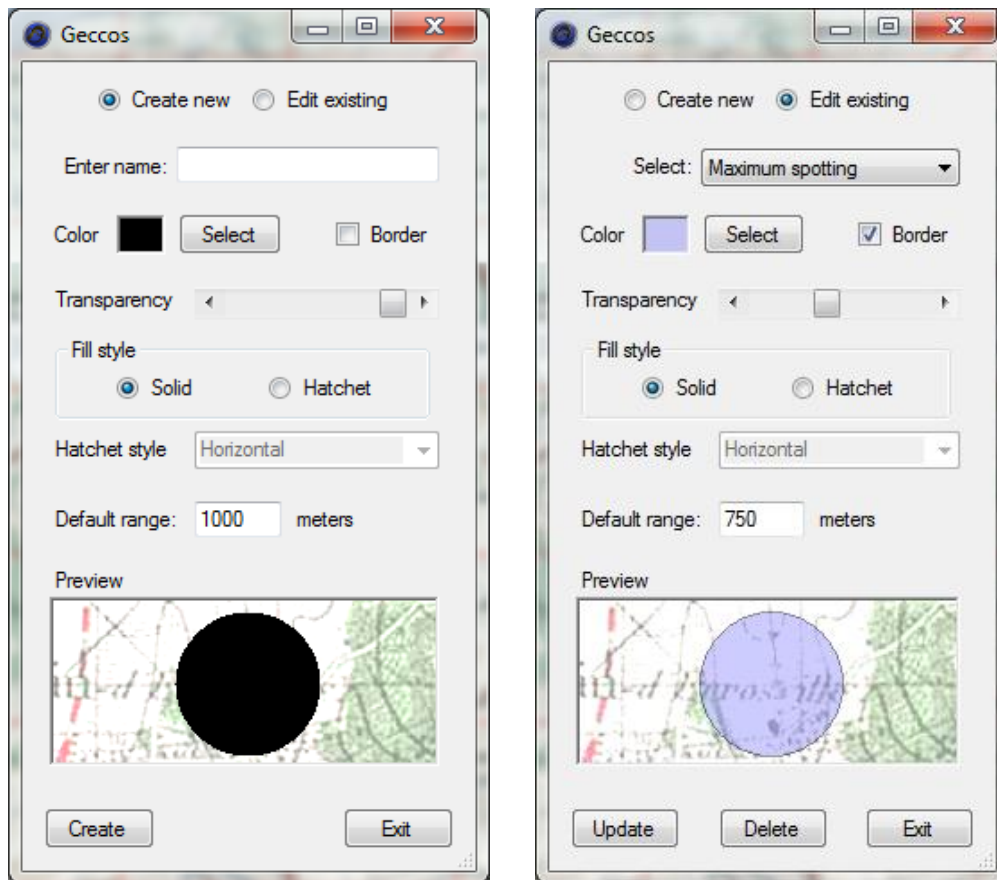 Geccos
Create new Edit existing
Enter name:
Color Select Border
Transparency
Fill style
Solid Hatchet
Hatchet style Horizontal
Default range: 1000 meters
Preview
Create Exit
Geccos
Create new Edit existing
Select: Maximum spotting
Color Select Border
Transparency
Fill style
Solid Hatchet
Hatchet style Horizontal
Default range: 750 meters
Preview
Update Delete Exit